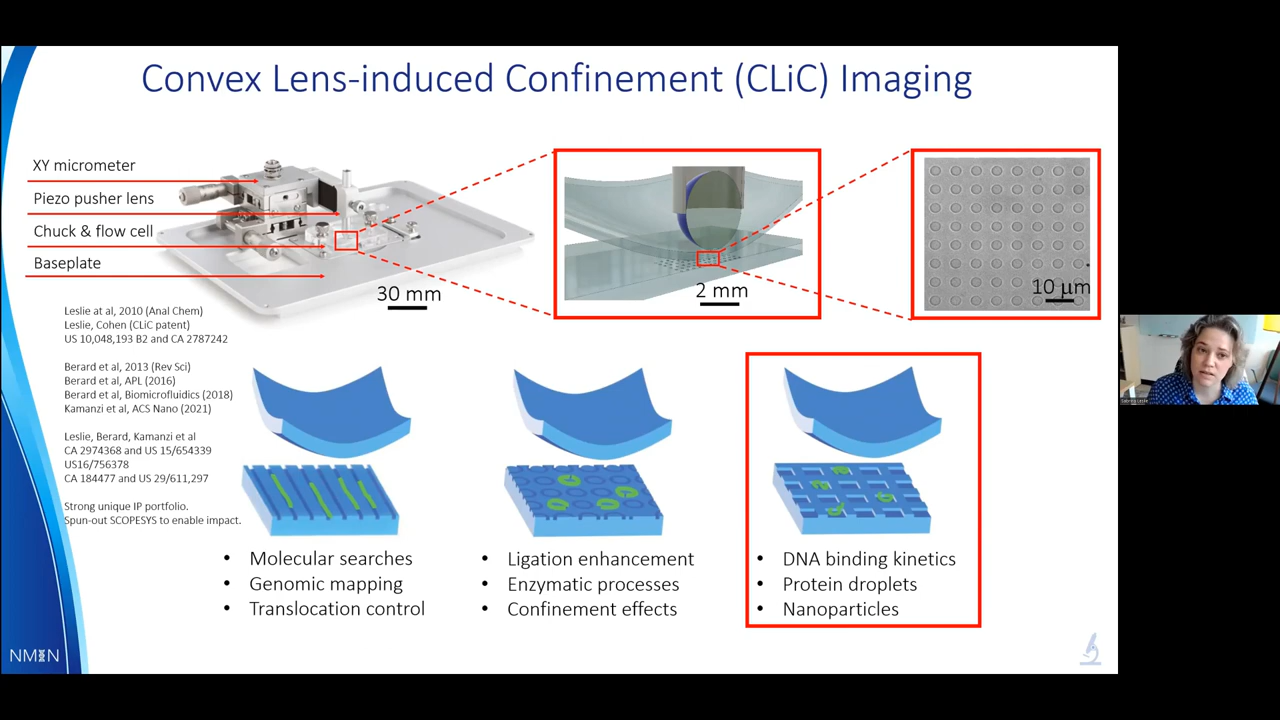 Convex Lens-induced Confinement (CLiC) Imaging
XY micrometer
Piezo pusher lens
Chuck & flow cell
Baseplate
30 mm
2 mm
10 µm
Leslie at al, 2010 (Anal Chem)
Leslie, Cohen (CLiC patent)
US 10,048,193 B2 and CA 2787242
Berard et al, 2013 (Rev Sci)
Berard et al, APL (2016)
Berard et al, Biomicrofluidics (2018)
Kamanzi et al, ACS Nano (2021)
Leslie, Berard, Kamanzi et al
CA 2974368 and US 15/654339
US16/756378
CA 184477 and US 29/611,297
Strong unique IP portfolio.
Spun-out SCOPESYS to enable impact.
• Molecular searches
• Genomic mapping
• Translocation control
• Ligation enhancement
• Enzymatic processes
• Confinement effects
• DNA binding kinetics
• Protein droplets
• Nanoparticles
NMIN
Sabrina Leslie